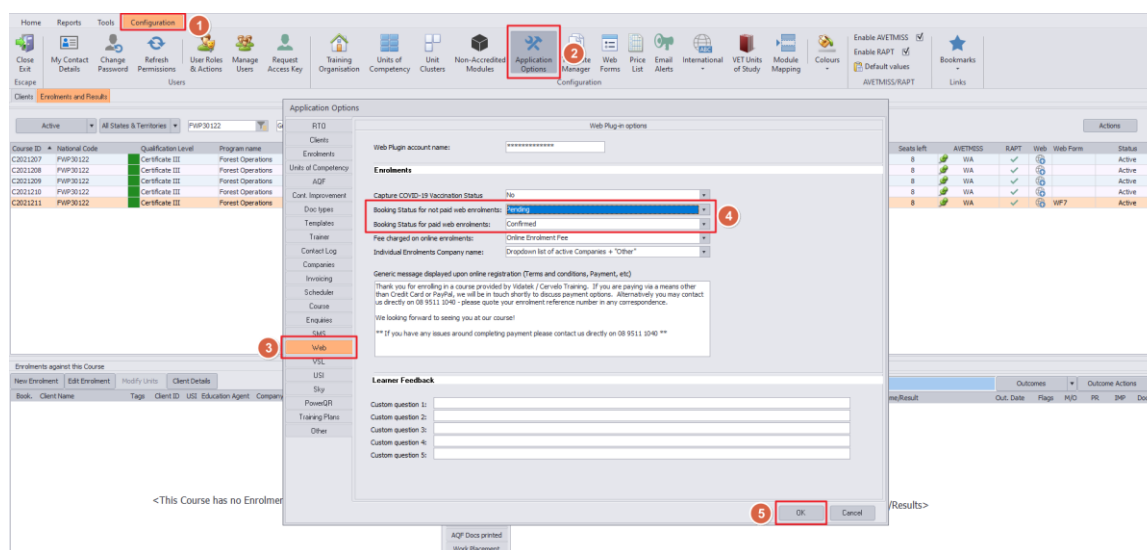 Home Reports Tools Configuration
1
2
Close Exit
My Contact Details
Change Password
Refresh Permissions
User Roles & Actions
Manage Users
Request Access Key
Training Organisation
Units of Competency
Unit Clusters
Non-Accredited Modules
Application Options
Manager
Web Forms
Price List
Email Alerts
International
VET Units of Study
Module Mapping
Colours
Enable AVETMISS
Enable RAPT
Default values
Bookmarks
Escape Users Configuration AVETMISS/RAPT Links
Clients Enrolments and Results
Active All States & Territories FWP30122 Actions
Course ID National Code Qualification Level Program name Seats left AVETMISS RAPT Web Web Form Status
C2021207 FWP30122 Certificate III Forest Operations 8 WA Active
C2021208 FWP30122 Certificate III Forest Operations 8 WA Active
C2021209 FWP30122 Certificate III Forest Operations 8 WA Active
C2021210 FWP30122 Certificate III Forest Operations 8 WA Active
C2021211 FWP30122 Certificate III Forest Operations 8 WA WF7 Active
Application Options
RTO
Clients
Enrolments
Units of Competency
AQF
Cont. Improvement
Doc types
Templates
Trainer
Contact Log
Companies
Invoicing
Scheduler
Course
Enquiries
SMS
3
Web
VSL
USI
Sky
PowerQR
Training Plans
Other
Web Plug-in options
Web Plugin account name: *************
Enrolments
Capture COVID-19 Vaccination Status No
Booking Status for not paid web enrolments: Pending
4
Booking Status for paid web enrolments: Confirmed
Fee charged on online enrolments: Online Enrolment Fee
Individual Enrolments Company name: Dropdown list of active Companies + "Other"
Generic message displayed upon online registration (Terms and conditions, Payment, etc)
Thank you for enrolling in a course provided by Vidatek / Cervelo Training. If you are paying via a means other
than Credit Card or PayPal, we will be in touch shortly to discuss payment options. Alternatively you may contact
us directly on 08 9511 1040 - please quote your enrolment reference number in any correspondence.
We looking forward to seeing you at our course!
** If you have any issues around completing payment please contact us directly on 08 9511 1040 **
Learner Feedback
Custom question 1:
Custom question 2:
Custom question 3:
Custom question 4:
Custom question 5:
5
OK Cancel
Enrolments against this Course
New Enrolment Edit Enrolment Modify Units Client Details Outcomes Outcome Actions
Book. Client Name Tags Client ID USI Education Agent Company me/Result Out. Date Flags M/O PR IMP Doc
<This Course has no Enrolmen /Results>
AQF Docs printed
Work Placement